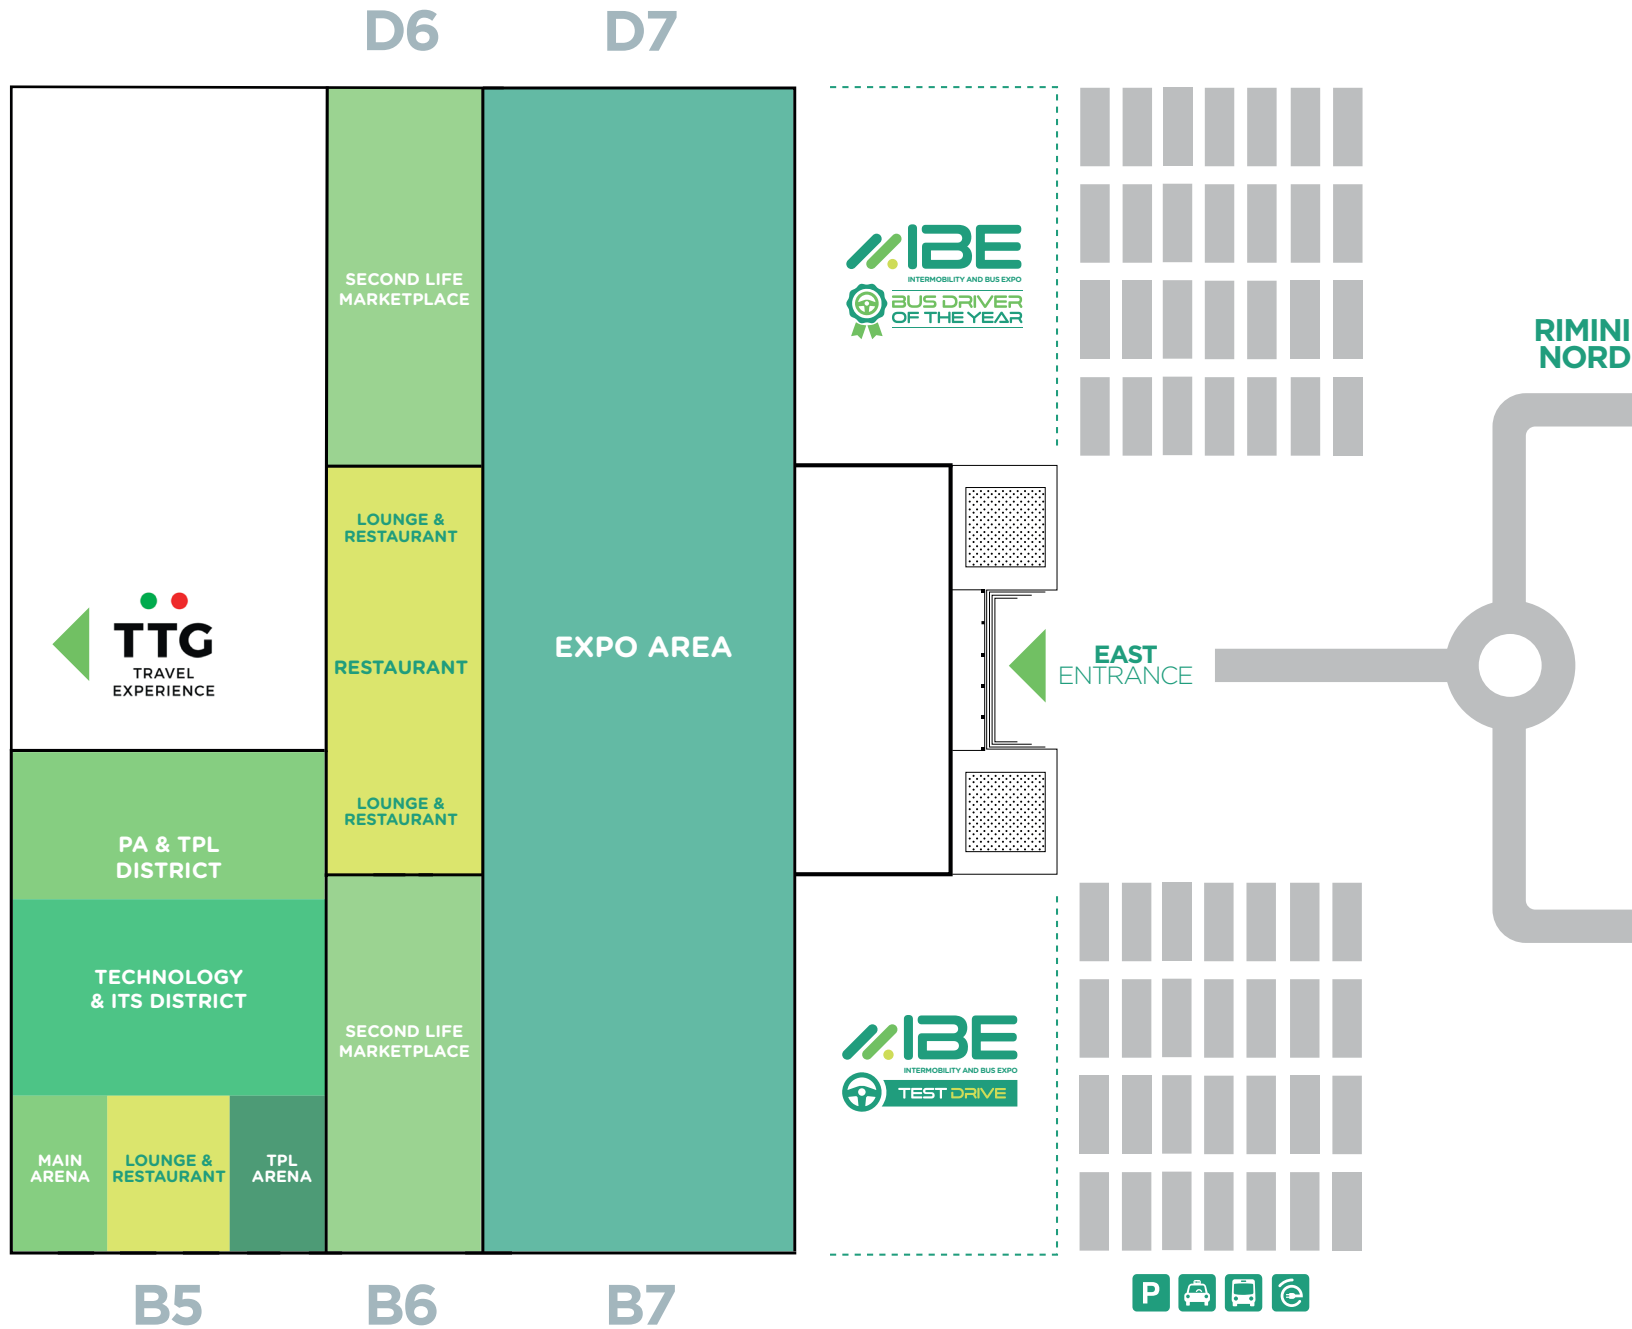 D6
D7
SECOND LIFE
MARKETPLACE
IBE
INTERMOBILITY AND BUS EXPO
BUS DRIVER
OF THE YEAR
RIMINI
NORD
LOUNGE &
RESTAURANT
TTG
TRAVEL
EXPERIENCE
RESTAURANT
EXPO AREA
EAST
ENTRANCE
LOUNGE &
RESTAURANT
PA & TPL
DISTRICT
TECHNOLOGY
& ITS DISTRICT
SECOND LIFE
MARKETPLACE
IBE
INTERMOBILITY AND BUS EXPO
TEST DRIVE
MAIN
ARENA
LOUNGE &
RESTAURANT
TPL
ARENA
B5
B6
B7
P